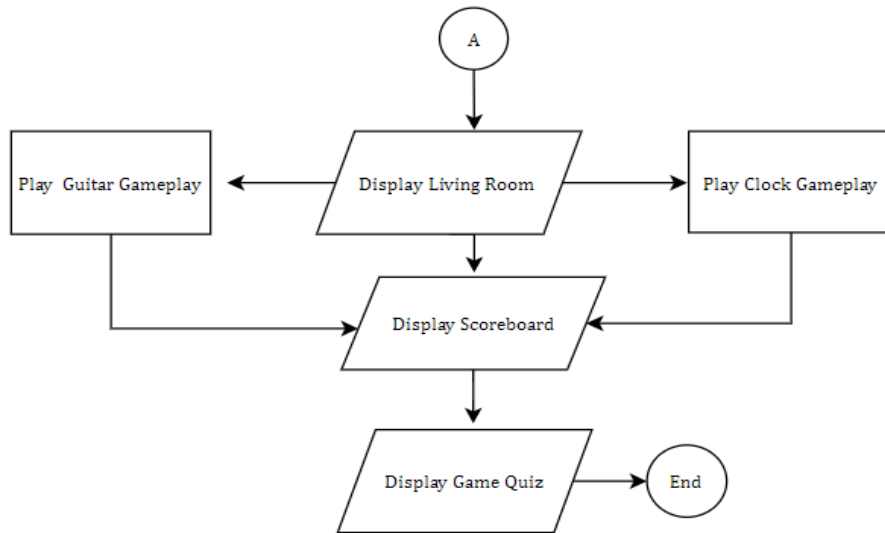 A
Play  Guitar Gameplay
Display Living Room
Play Clock Gameplay
Display Scoreboard
Display Game Quiz
End